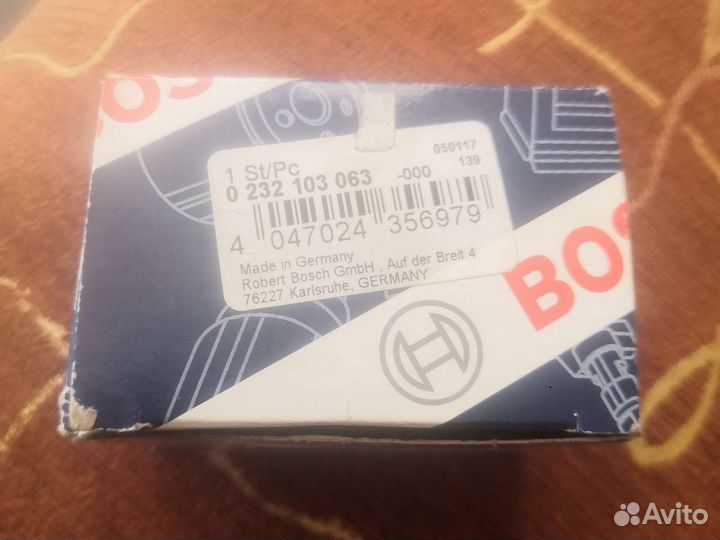 BOS
050117
1 St/Pc
139
0 232 103 063 -000
4 047024 356979
Made in Germany
Robert Bosch GmbH , Auf der Breit 4
76227 Karlsruhe, GERMANY
BOS
Avito